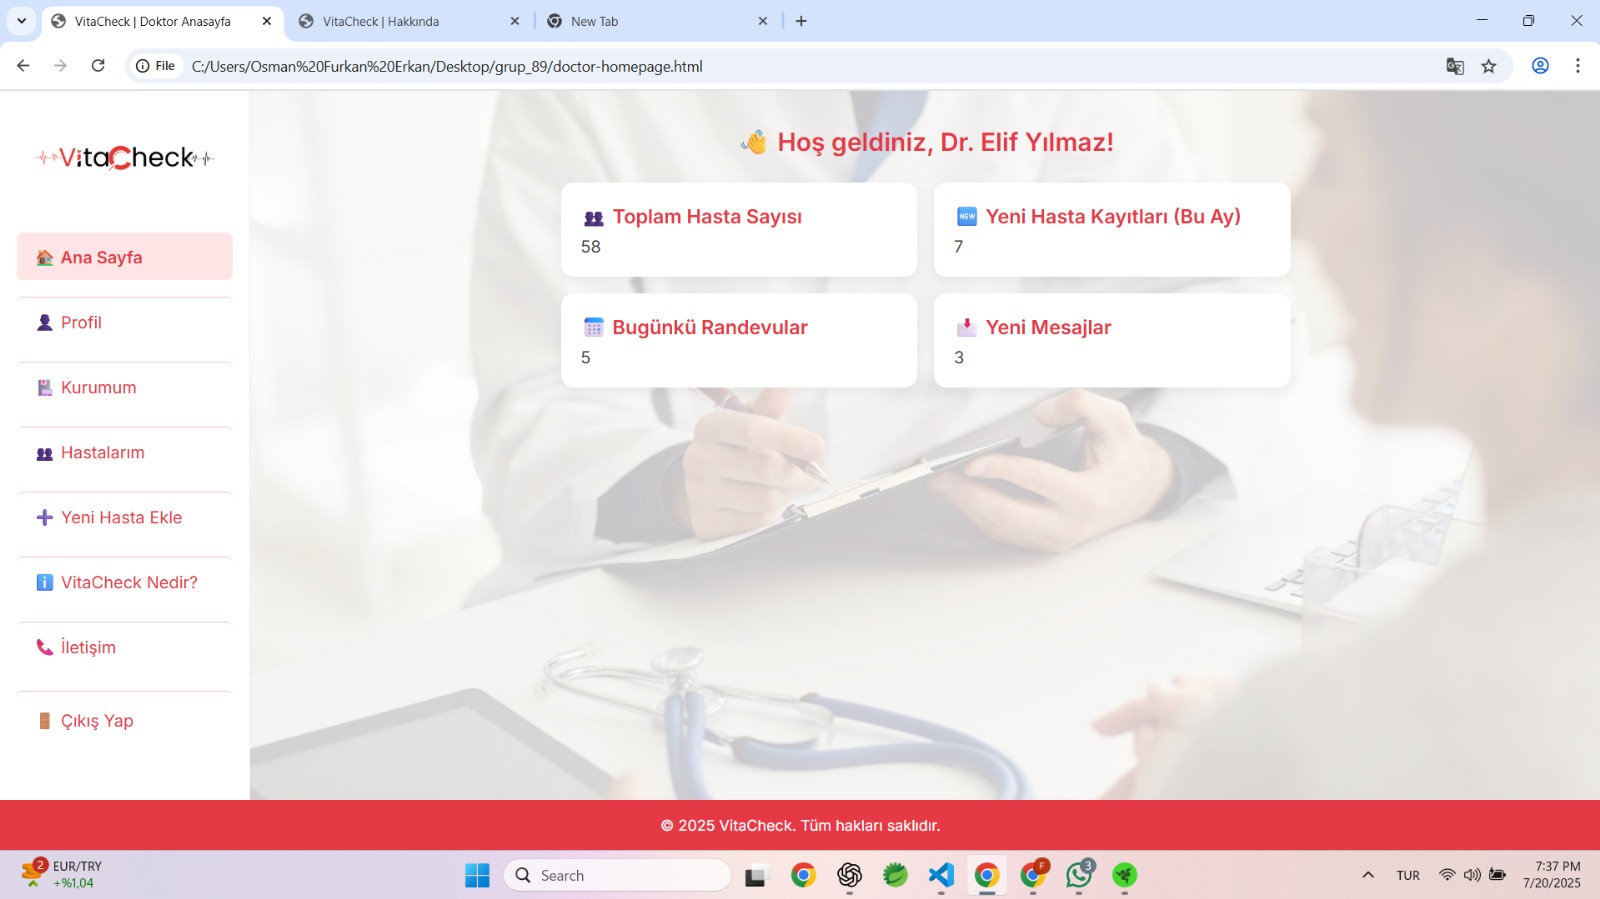 VitaCheck | Doktor Anasayfa
VitaCheck | Hakkında
New Tab
File
C:/Users/Osman%20Furkan%20Erkan/Desktop/grup_89/doctor-homepage.html
VitaCheck
Ana Sayfa
Profil
Kurumum
Hastalarım
Yeni Hasta Ekle
VitaCheck Nedir?
İletişim
Çıkış Yap
👋 Hoş geldiniz, Dr. Elif Yılmaz!
Toplam Hasta Sayısı
58
NEW Yeni Hasta Kayıtları (Bu Ay)
7
Bugünkü Randevular
5
Yeni Mesajlar
3
© 2025 VitaCheck. Tüm hakları saklıdır.
2
EUR/TRY
+%1,04
Search
F
3
TUR
7:37 PM
7/20/2025